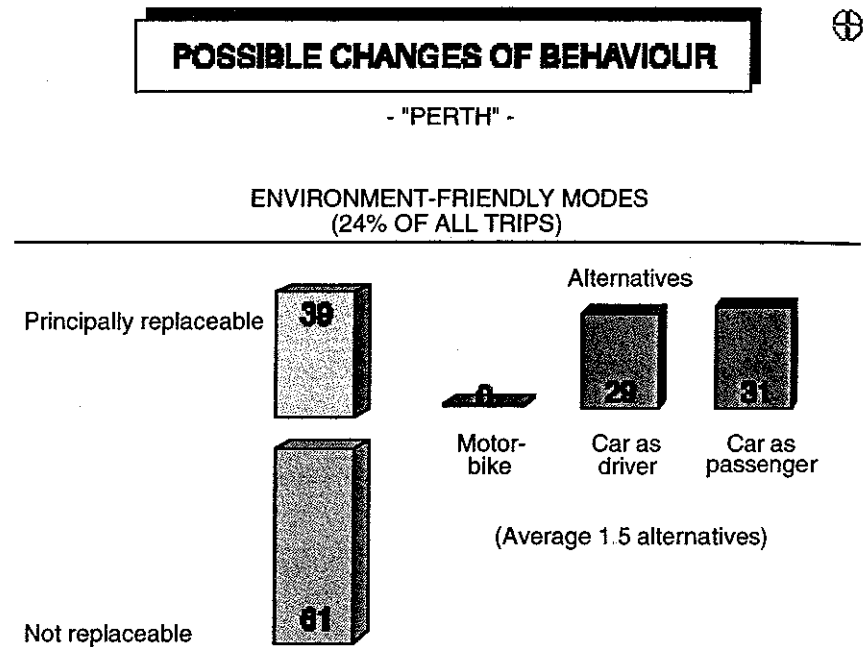 POSSIBLE CHANGES OF BEHAVIOUR
- "PERTH" -
ENVIRONMENT-FRIENDLY MODES
(24% OF ALL TRIPS)
Alternatives
Principally replaceable
39
0
29
31
Motor-
bike
Car as
driver
Car as
passenger
(Average 1.5 alternatives)
61
Not replaceable